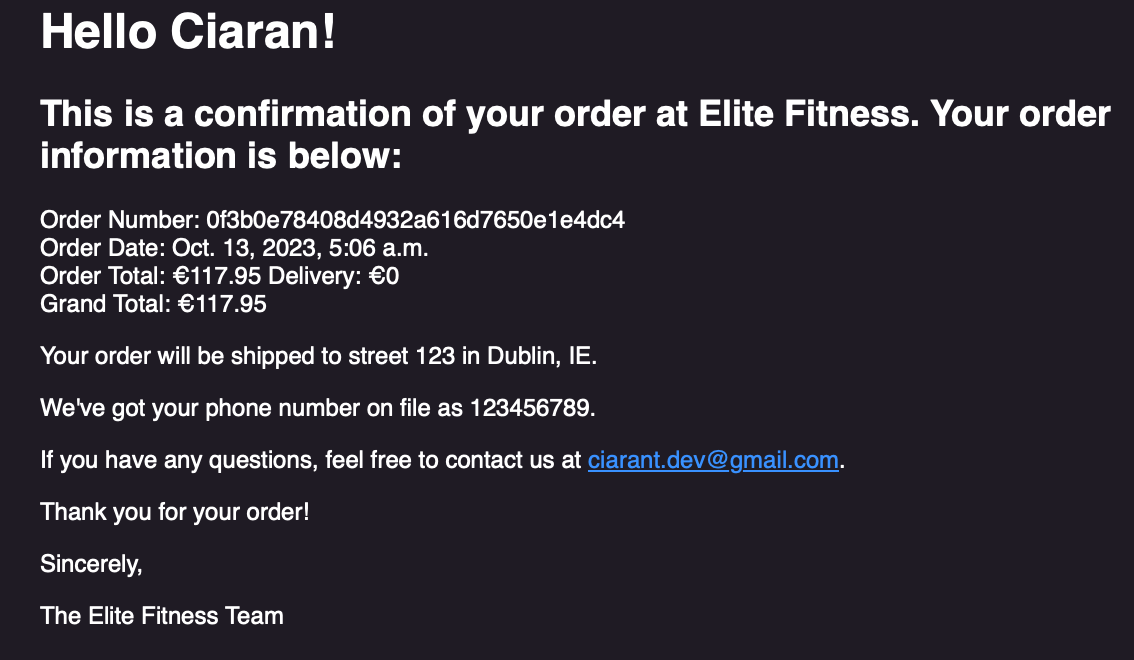 Hello Ciaran!
This is a confirmation of your order at Elite Fitness. Your order
information is below:
Order Number: 0f3b0e78408d4932a616d7650e1e4dc4
Order Date: Oct. 13, 2023, 5:06 a.m.
Order Total: €117.95 Delivery: €0
Grand Total: €117.95
Your order will be shipped to street 123 in Dublin, IE.
We've got your phone number on file as 123456789.
If you have any questions, feel free to contact us at ciarant.dev@gmail.com.
Thank you for your order!
Sincerely,
The Elite Fitness Team